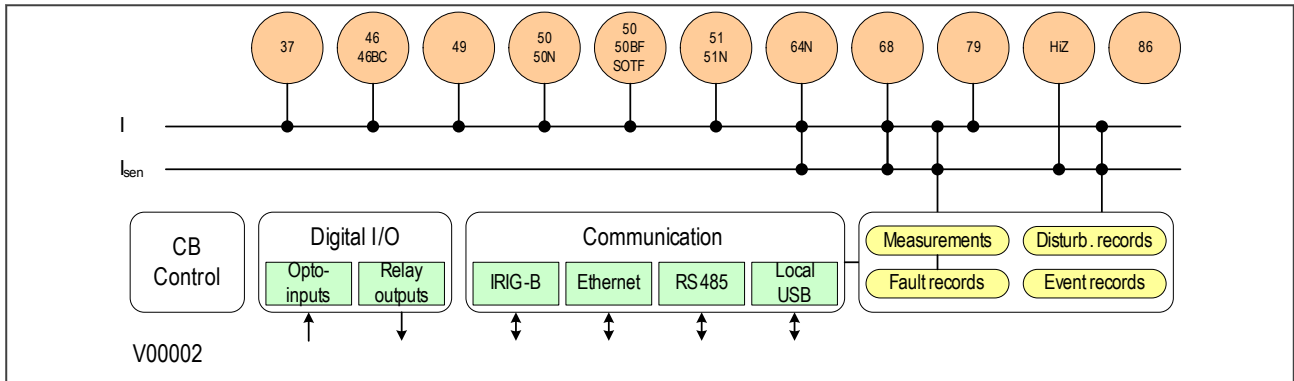 37
46
46BC
49
50
50N
50
50BF
SOTF
51
51N
64N
68
79
HiZ
86
I
Isen
CB
Control
Digital I/O
Opto-
inputs
Relay
outputs
Communication
IRIG-B
Ethernet
RS485
Local
USB
Measurements
Disturb. records
Fault records
Event records
V00002